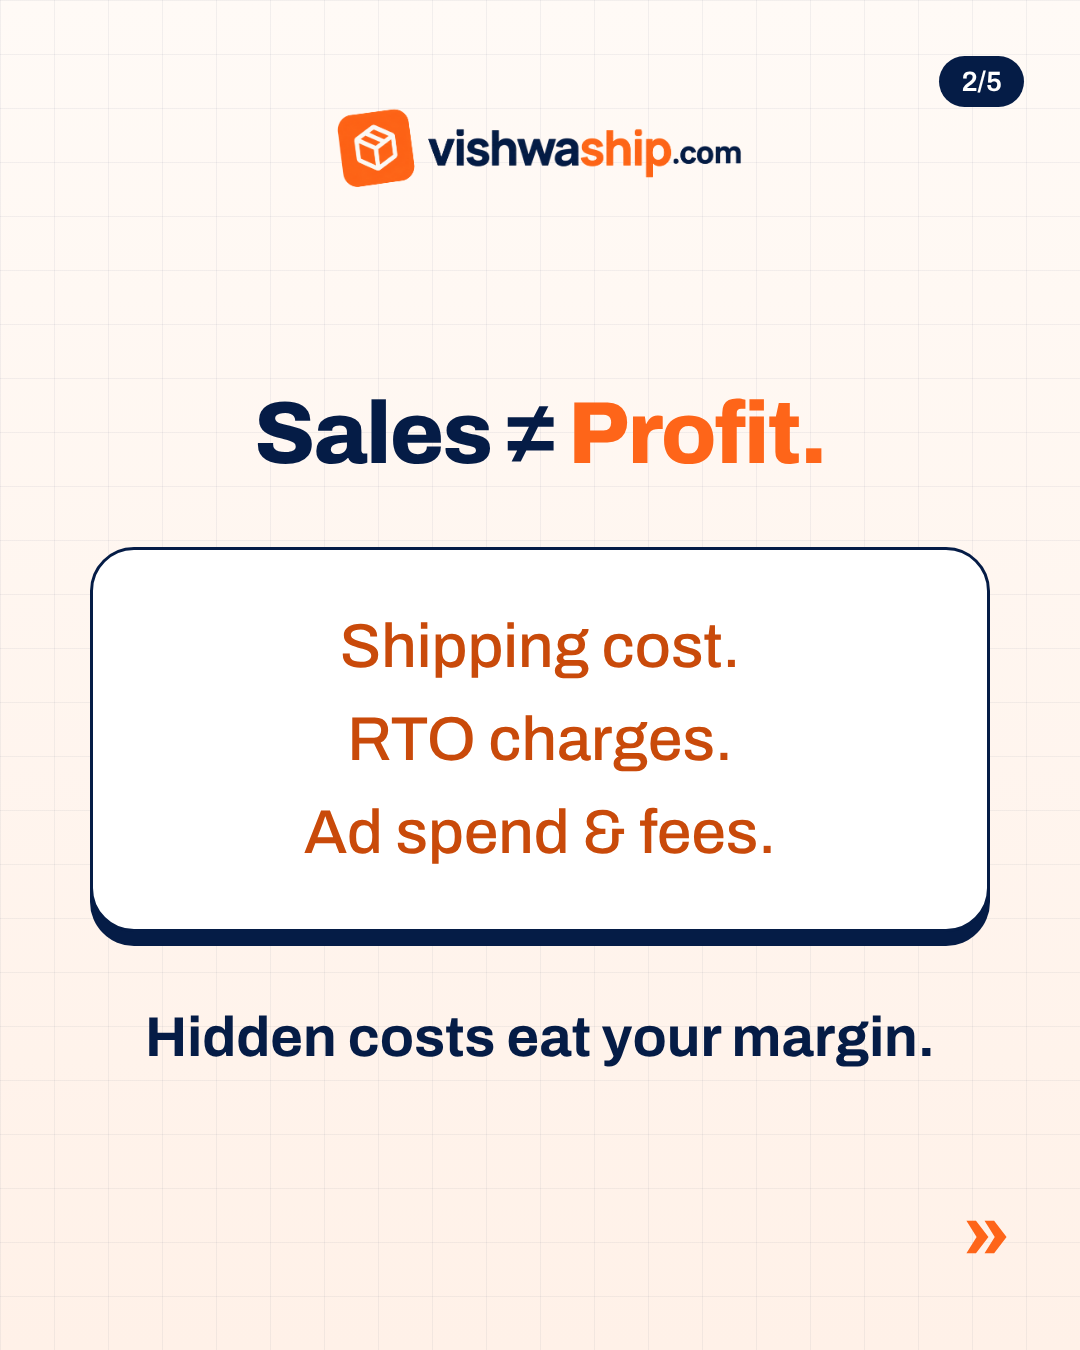 2/5
vishwaship.com
Sales ≠ Profit.
Shipping cost.
RTO charges.
Ad spend & fees.
Hidden costs eat your margin.
»